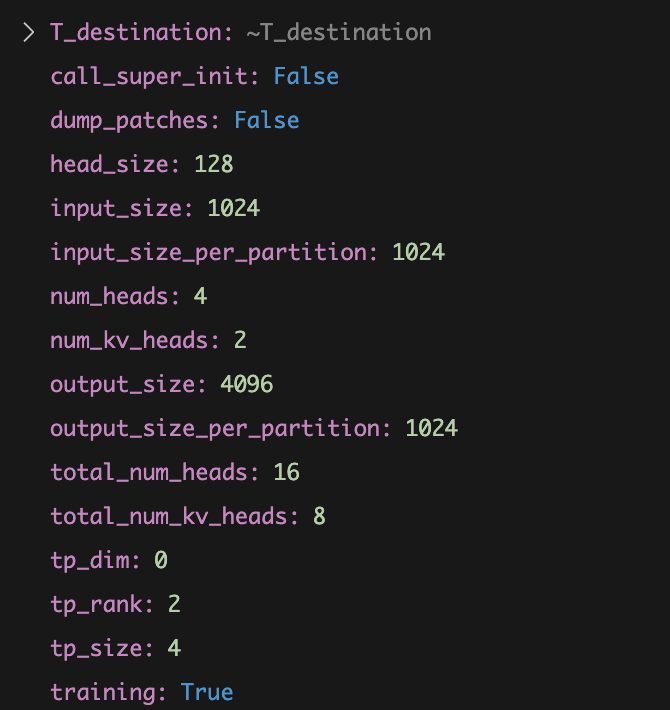 T_destination: ~T_destination
call_super_init: False
dump_patches: False
head_size: 128
input_size: 1024
input_size_per_partition: 1024
num_heads: 4
num_kv_heads: 2
output_size: 4096
output_size_per_partition: 1024
total_num_heads: 16
total_num_kv_heads: 8
tp_dim: 0
tp_rank: 2
tp_size: 4
training: True